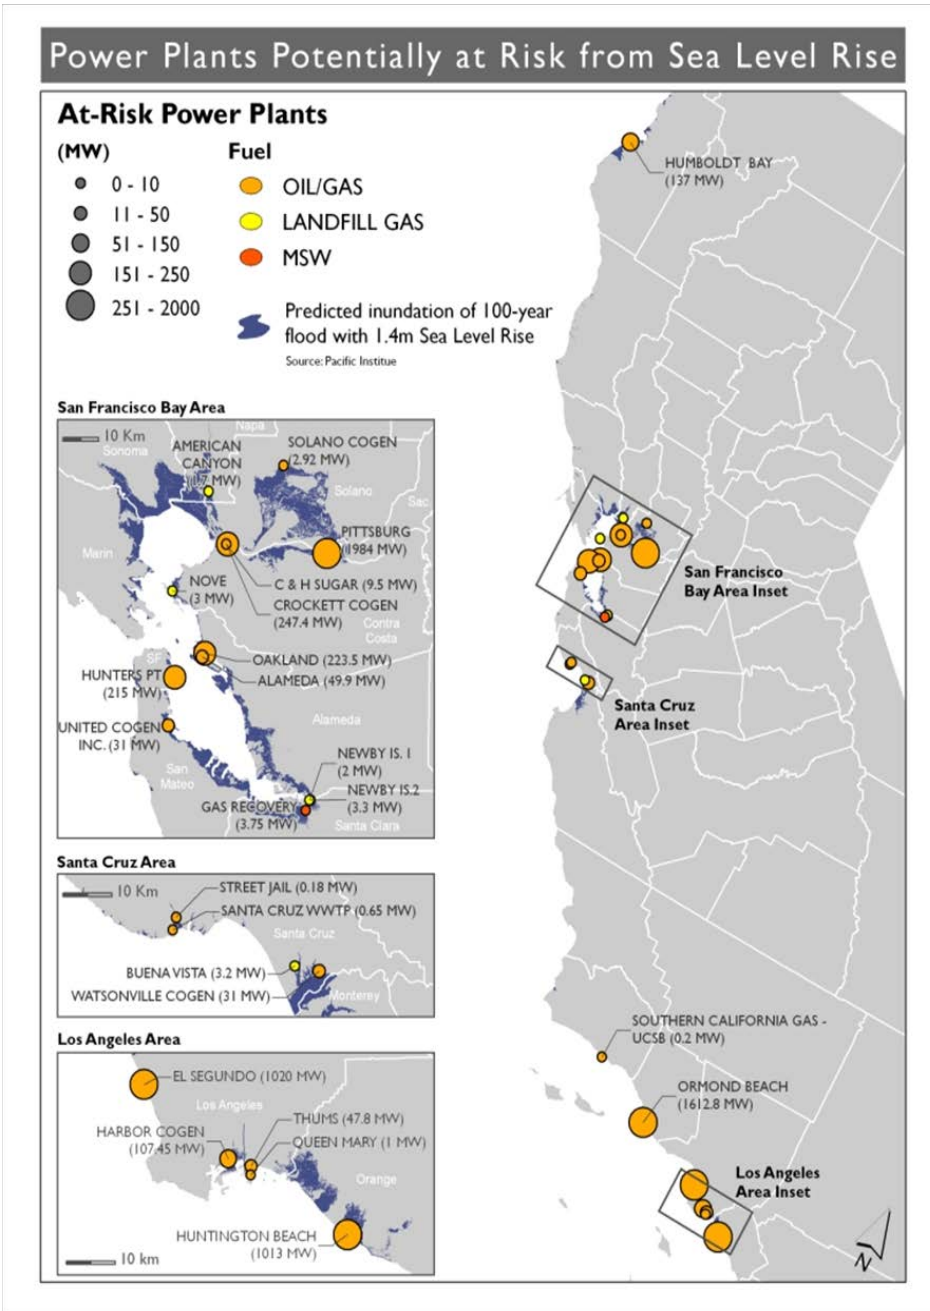 Power Plants Potentially at Risk from Sea Level Rise
At-Risk Power Plants
(MW)
0 - 10
11 - 50
51 - 150
151 - 250
251 - 2000
Fuel
OIL/GAS
LANDFILL GAS
MSW
Predicted inundation of 100-year
flood with 1.4m Sea Level Rise
Source: Pacific Institue
HUMBOLDT BAY
(137 MW)
San Francisco
Bay Area Inset
Santa Cruz
Area Inset
SOUTHERN CALIFORNIA GAS -
UCSB (0.2 MW)
ORMOND BEACH
(1612.8 MW)
Los Angeles
Area Inset
N
San Francisco Bay Area
10 Km
Napa
Sonoma
AMERICAN
CANYON
(1.7 MW)
SOLANO COGEN
(2.92 MW)
Solano
Sac
PITTSBURG
(1984 MW)
Marin
NOVE
(3 MW)
C & H SUGAR (9.5 MW)
CROCKETT COGEN
(247.4 MW)
Contra
Costa
SF
OAKLAND (223.5 MW)
ALAMEDA (49.9 MW)
HUNTERS PT
(215 MW)
Alameda
UNITED COGEN
INC. (31 MW)
San
Mateo
NEWBY IS. 1
(2 MW)
NEWBY IS.2
(3.3 MW)
GAS RECOVERY
(3.75 MW)
Santa Clara
Santa Cruz Area
10 Km
STREET JAIL (0.18 MW)
SANTA CRUZ WWTP (0.65 MW)
Santa Cruz
BUENA VISTA (3.2 MW)
WATSONVILLE COGEN (31 MW)
Monterey
Los Angeles Area
EL SEGUNDO (1020 MW)
Los Angeles
THUMS (47.8 MW)
HARBOR COGEN
(107.45 MW)
QUEEN MARY (1 MW)
Orange
HUNTINGTON BEACH
(1013 MW)
10 km